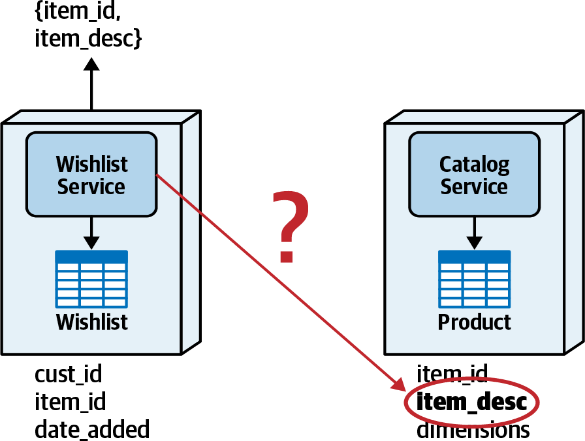 {item_id,
item_desc}
Wishlist
Service
Wishlist
cust_id
item_id
date_added
?
Catalog
Service
Product
item_id
item_desc
dimensions